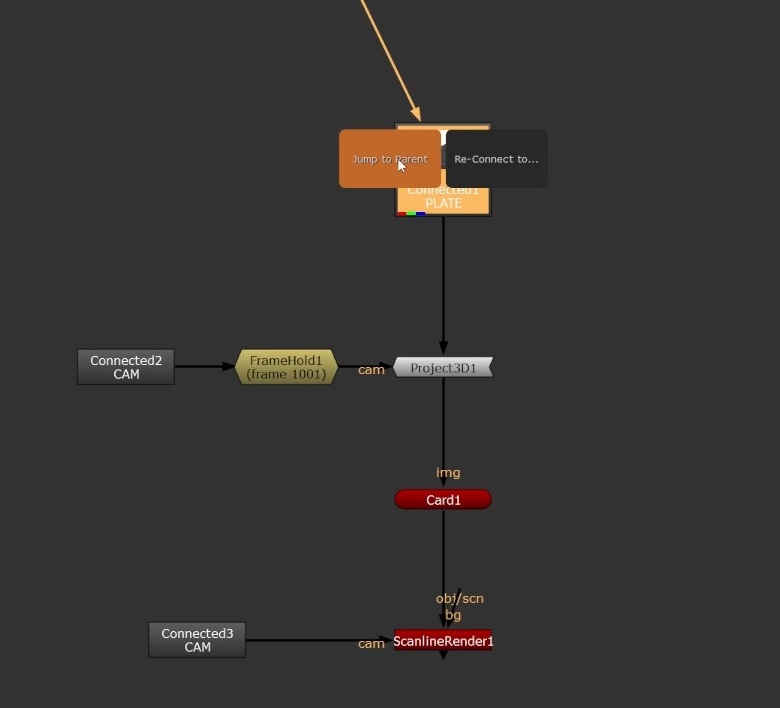 Jump to Parent
Re-Connect to...
Connected1
PLATE
Connected2
CAM
FrameHold1
(frame 1001)
cam
Project3D1
img
Card1
obj/scn
bg
Connected3
CAM
cam
ScanlineRender1